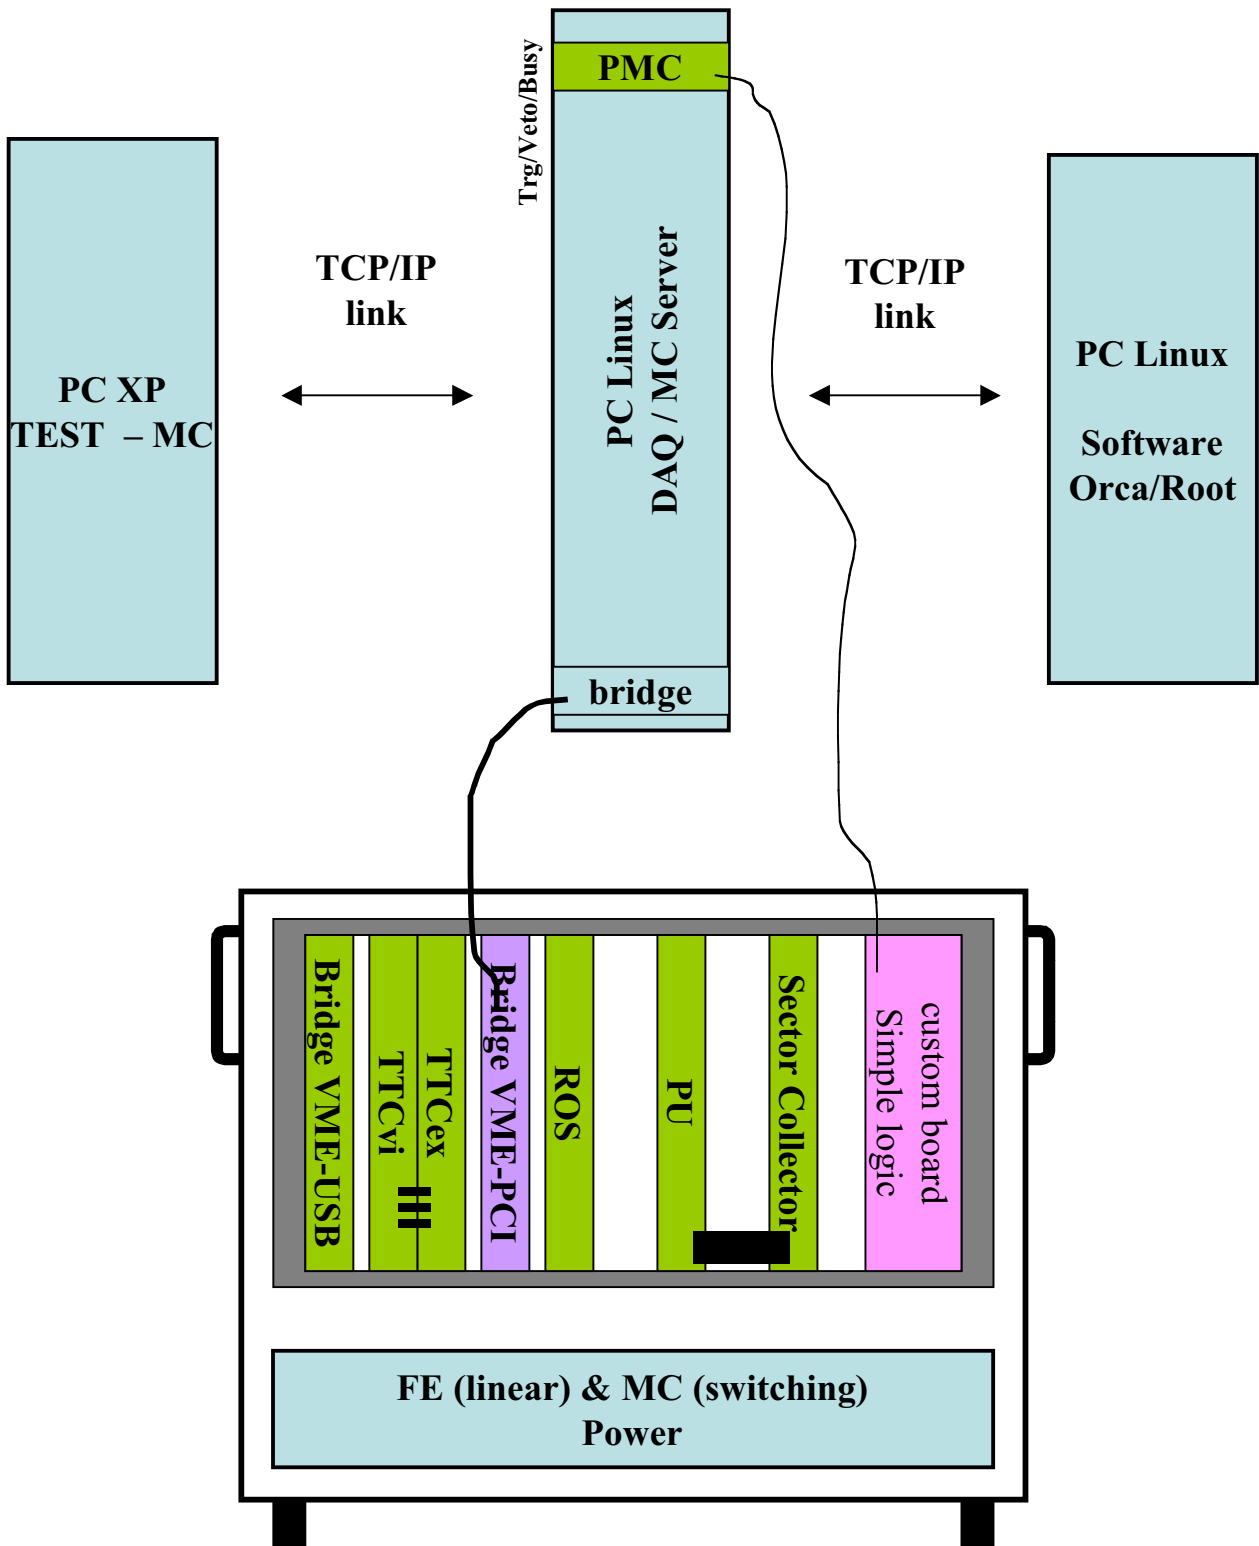 PMC
Trg/Veto/Busy
TCP/IP
link
TCP/IP
link
PC XP
TEST – MC
PC Linux
DAQ / MC Server
PC Linux
Software
Orca/Root
bridge
Bridge VME-USB
TTCvi
TTCex
Bridge VME-PCI
ROS
PU
Sector Collector
custom board
Simple logic
FE (linear) & MC (switching)
Power